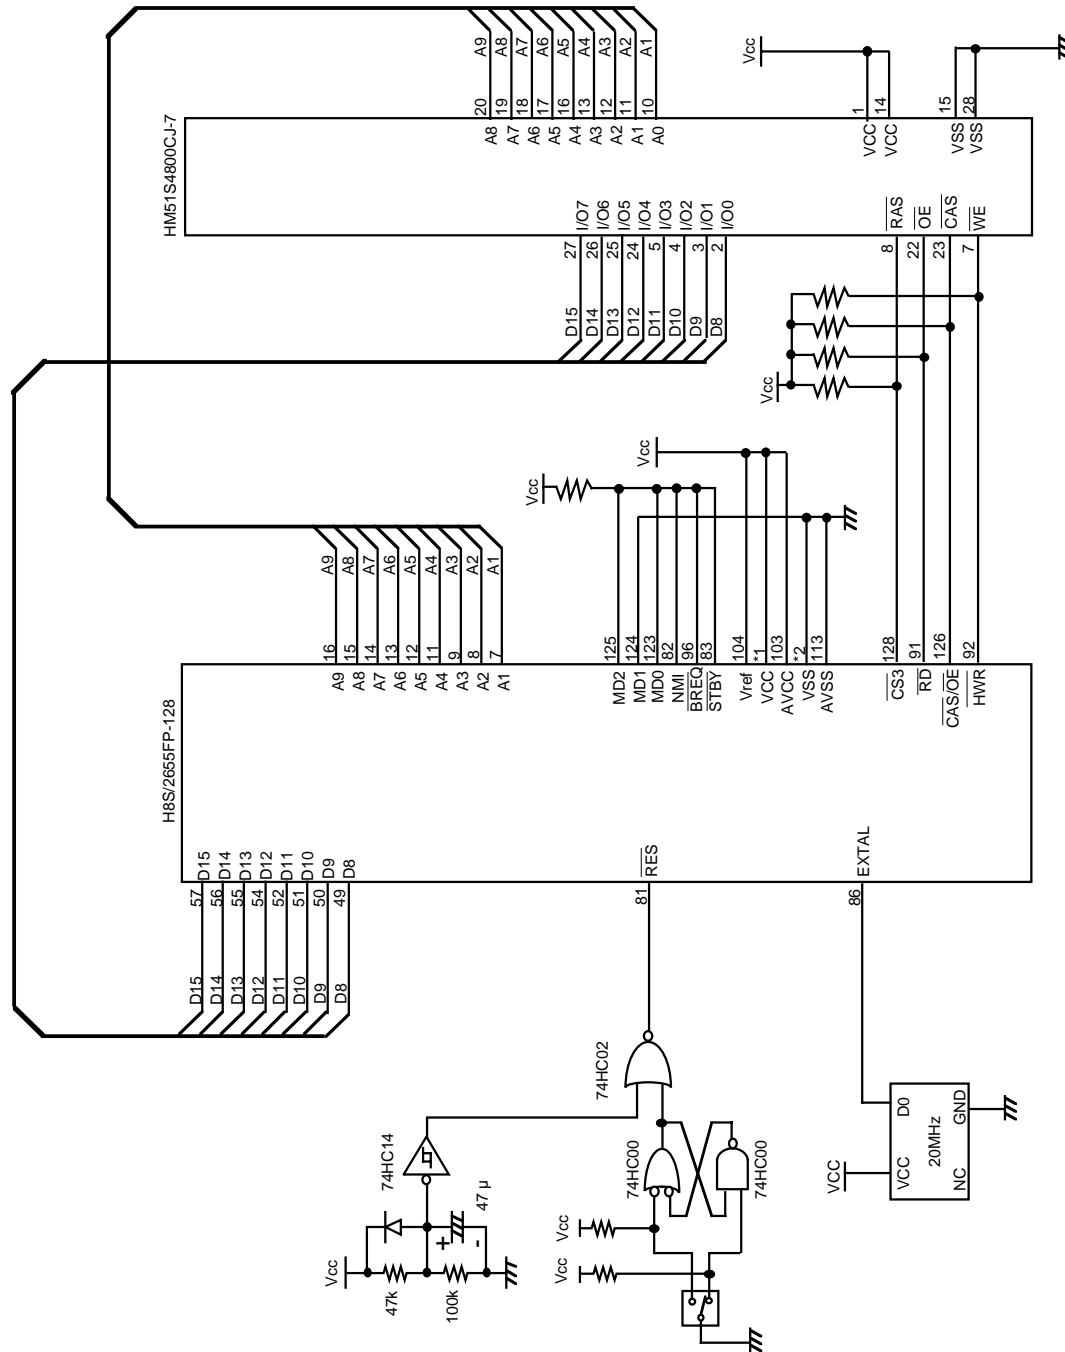 HM51S4800CJ-7
A9
A8
A7
A6
A5
A4
A3
A2
A1
20
19
18
17
16
13
12
11
10
A8
A7
A6
A5
A4
A3
A2
A1
A0
Vcc
1
14
VCC
VCC
15
28
VSS
VSS
I/O7
I/O6
I/O5
I/O4
I/O3
I/O2
I/O1
I/O0
27
26
25
24
5
4
3
2
D15
D14
D13
D12
D11
D10
D9
D8
RAS
OE
CAS
WE
8
22
23
7
Vcc
Vcc
Vcc
H8S/2655FP-128
A9
A8
A7
A6
A5
A4
A3
A2
A1
16
15
14
13
12
11
9
8
7
A9
A8
A7
A6
A5
A4
A3
A2
A1
125
124
123
82
96
83
MD2
MD1
MD0
NMI
BREQ
STBY
104
*1
103
*2
113
Vref
VCC
AVCC
VSS
AVSS
128
91
126
92
CS3
RD
CAS/OE
HWR
D15
D14
D13
D12
D11
D10
D9
D8
57
56
55
54
52
51
50
49
D15
D14
D13
D12
D11
D10
D9
D8
RES
81
EXTAL
86
74HC02
74HC14
47 µ
+
-
Vcc
47k
100k
74HC00
74HC00
Vcc
Vcc
VCC
D0
VCC
20MHz
GND
NC